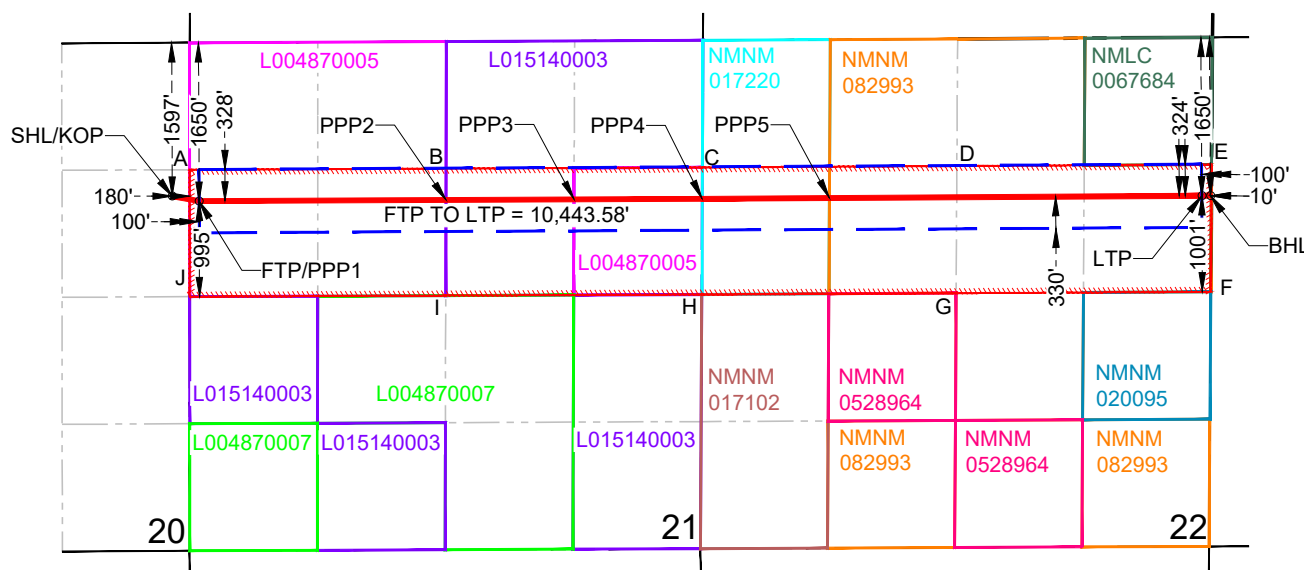 L004870005
L015140003
NMNM
017220
NMNM
082993
NMLC
0067684
1597'
1650'
328'
324'
1650'
SHL/KOP
PPP2
PPP3
PPP4
PPP5
A
B
C
D
E
180'
100'
100'
10'
FTP TO LTP = 10,443.58'
995'
FTP/PPP1
L004870005
330'
LTP
1001'
BHL
J
I
H
G
F
L015140003
L004870007
NMNM
017102
NMNM
0528964
NMNM
020095
L004870007
L015140003
L015140003
NMNM
082993
NMNM
0528964
NMNM
082993
20
21
22